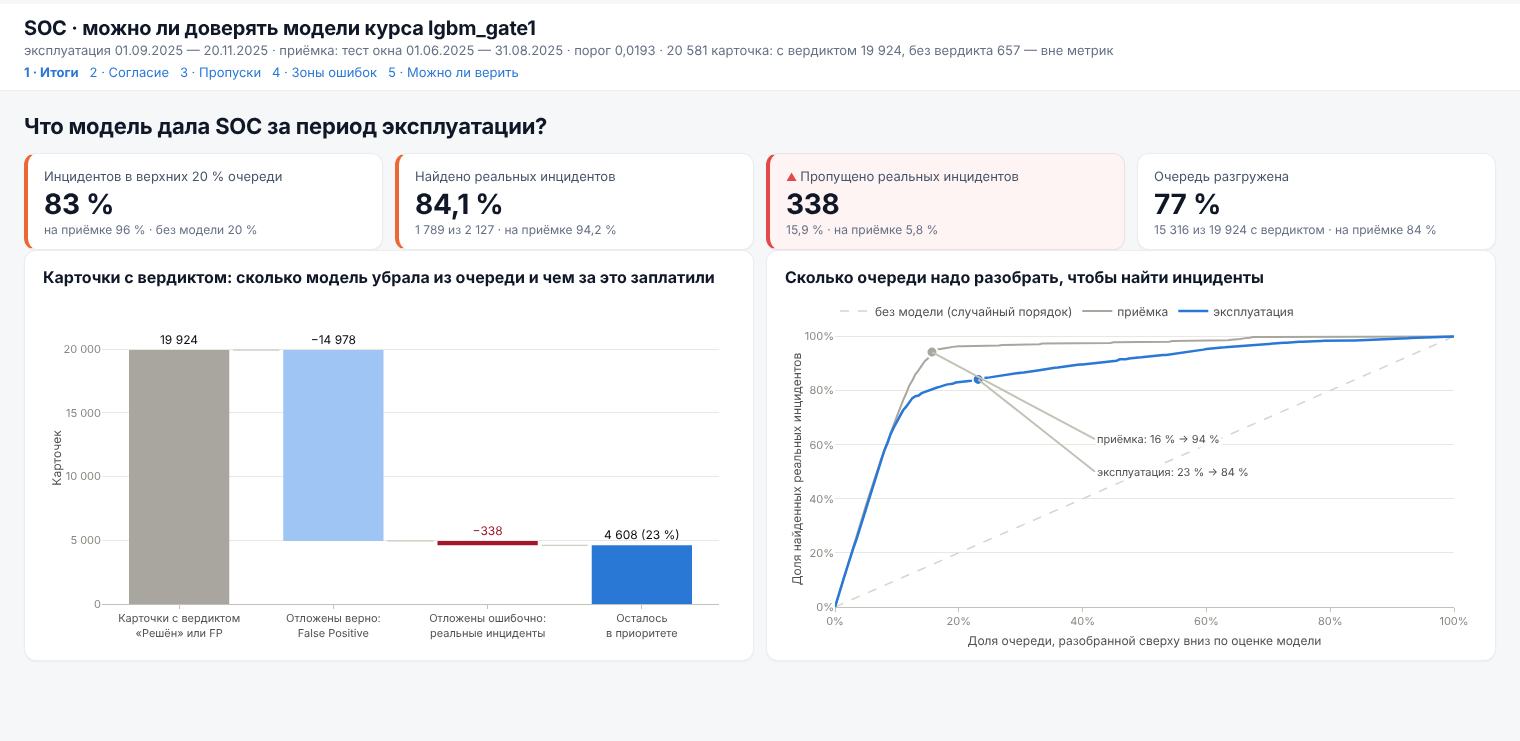 SOC · можно ли доверять модели курса lgbm_gate1
эксплуатация 01.09.2025 — 20.11.2025 · приёмка: тест окна 01.06.2025 — 31.08.2025 · порог 0,0193 · 20 581 карточка: с вердиктом 19 924, без вердикта 657 — вне метрик
1 · Итоги 2 · Согласие 3 · Пропуски 4 · Зоны ошибок 5 · Можно ли верить
Что модель дала SOC за период эксплуатации?
Инцидентов в верхних 20 % очереди
83 %
на приёмке 96 % · без модели 20 %
Найдено реальных инцидентов
84,1 %
1 789 из 2 127 · на приёмке 94,2 %
▲ Пропущено реальных инцидентов
338
15,9 % · на приёмке 5,8 %
Очередь разгружена
77 %
15 316 из 19 924 с вердиктом · на приёмке 84 %
Карточки с вердиктом: сколько модель убрала из очереди и чем за это заплатили
Карточек
20 000
15 000
10 000
5 000
0
19 924
−14 978
−338
4 608 (23 %)
Карточки с вердиктом
«Решён» или FP
Отложены верно:
False Positive
Отложены ошибочно:
реальные инциденты
Осталось
в приоритете
Сколько очереди надо разобрать, чтобы найти инциденты
без модели (случайный порядок) приёмка эксплуатация
Доля найденных реальных инцидентов
100%
80%
60%
40%
20%
0%
приёмка: 16 % → 94 %
эксплуатация: 23 % → 84 %
0% 20% 40% 60% 80% 100%
Доля очереди, разобранной сверху вниз по оценке модели